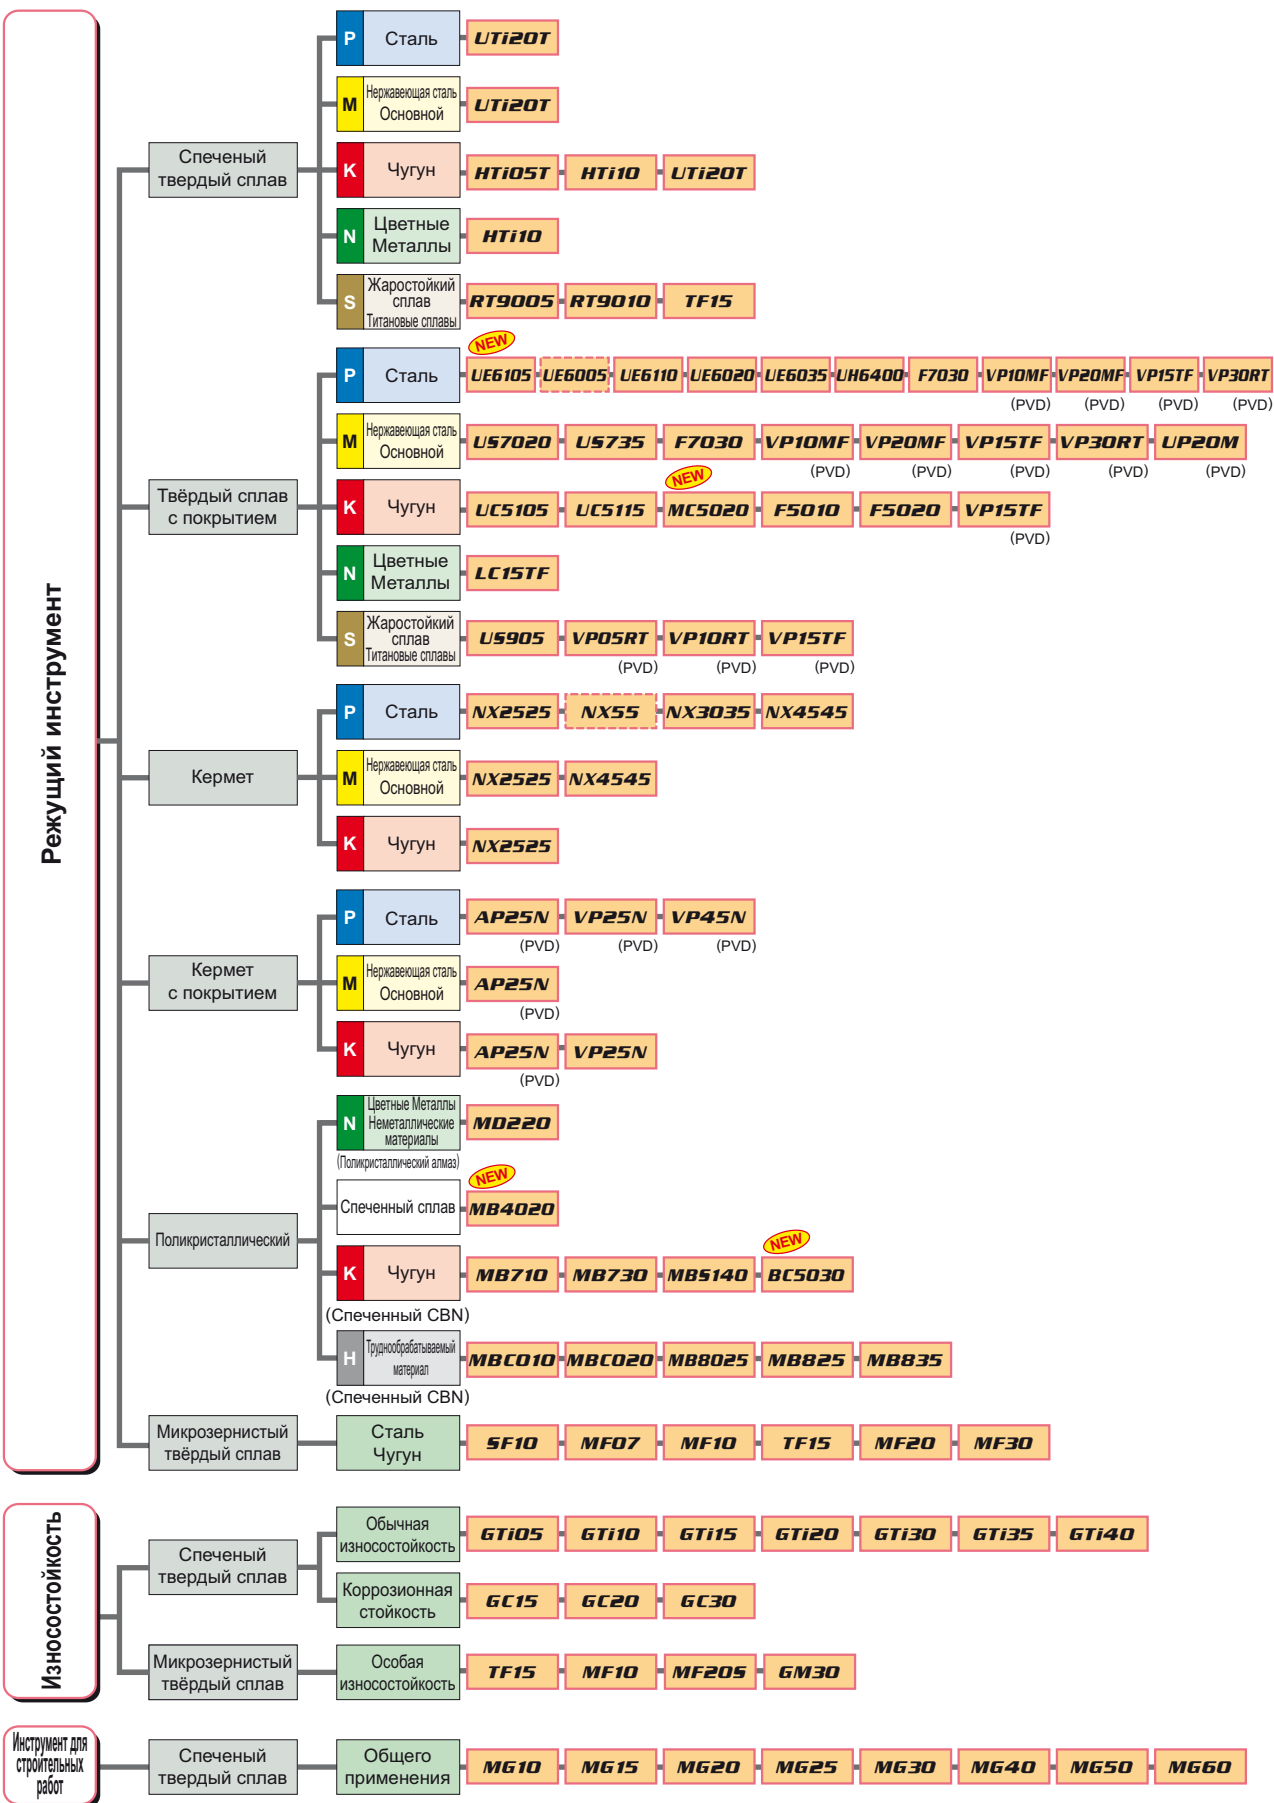 Режущий инструмент
Спеченый
твердый сплав
P Сталь UTi20T
M Нержавеющая сталь
Основной UTi20T
K Чугун HTi05T HTi10 UTi20T
N Цветные
Металлы HTi10
S Жаростойкий
сплав
Титановые сплавы RT9005 RT9010 TF15
Твёрдый сплав
с покрытием
NEW
P Сталь UE6105 UE6005 UE6110 UE6020 UE6035 UH6400 F7030 VP10MF VP20MF VP15TF VP30RT
(PVD) (PVD) (PVD) (PVD)
M Нержавеющая сталь
Основной US7020 US735 F7030 VP10MF VP20MF VP15TF VP30RT UP20M
(PVD) (PVD) (PVD) (PVD) (PVD)
NEW
K Чугун UC5105 UC5115 MC5020 F5010 F5020 VP15TF
(PVD)
N Цветные
Металлы LC15TF
S Жаростойкий
сплав
Титановые сплавы US905 VP05RT VP10RT VP15TF
(PVD) (PVD) (PVD)
Кермет
P Сталь NX2525 NX55 NX3035 NX4545
M Нержавеющая сталь
Основной NX2525 NX4545
K Чугун NX2525
Кермет
с покрытием
P Сталь AP25N VP25N VP45N
(PVD) (PVD) (PVD)
M Нержавеющая сталь
Основной AP25N
(PVD)
K Чугун AP25N VP25N
(PVD)
Поликристаллический
N Цветные Металлы
Неметаллические
материалы MD220
(Поликристаллический алмаз)
NEW
Спеченный сплав MB4020
NEW
K Чугун MB710 MB730 MBS140 BC5030
(Спеченный CBN)
H Труднообрабатываемый
материал MBC010 MBC020 MB8025 MB825 MB835
(Спеченный CBN)
Микрозернистый
твёрдый сплав
Сталь
Чугун SF10 MF07 MF10 TF15 MF20 MF30
Износостойкость
Спеченый
твердый сплав
Обычная
износостойкость GTi05 GTi10 GTi15 GTi20 GTi30 GTi35 GTi40
Коррозионная
стойкость GC15 GC20 GC30
Микрозернистый
твёрдый сплав
Особая
износостойкость TF15 MF10 MF20S GM30
Инструмент для
строительных
работ
Спеченый
твердый сплав
Общего
применения MG10 MG15 MG20 MG25 MG30 MG40 MG50 MG60